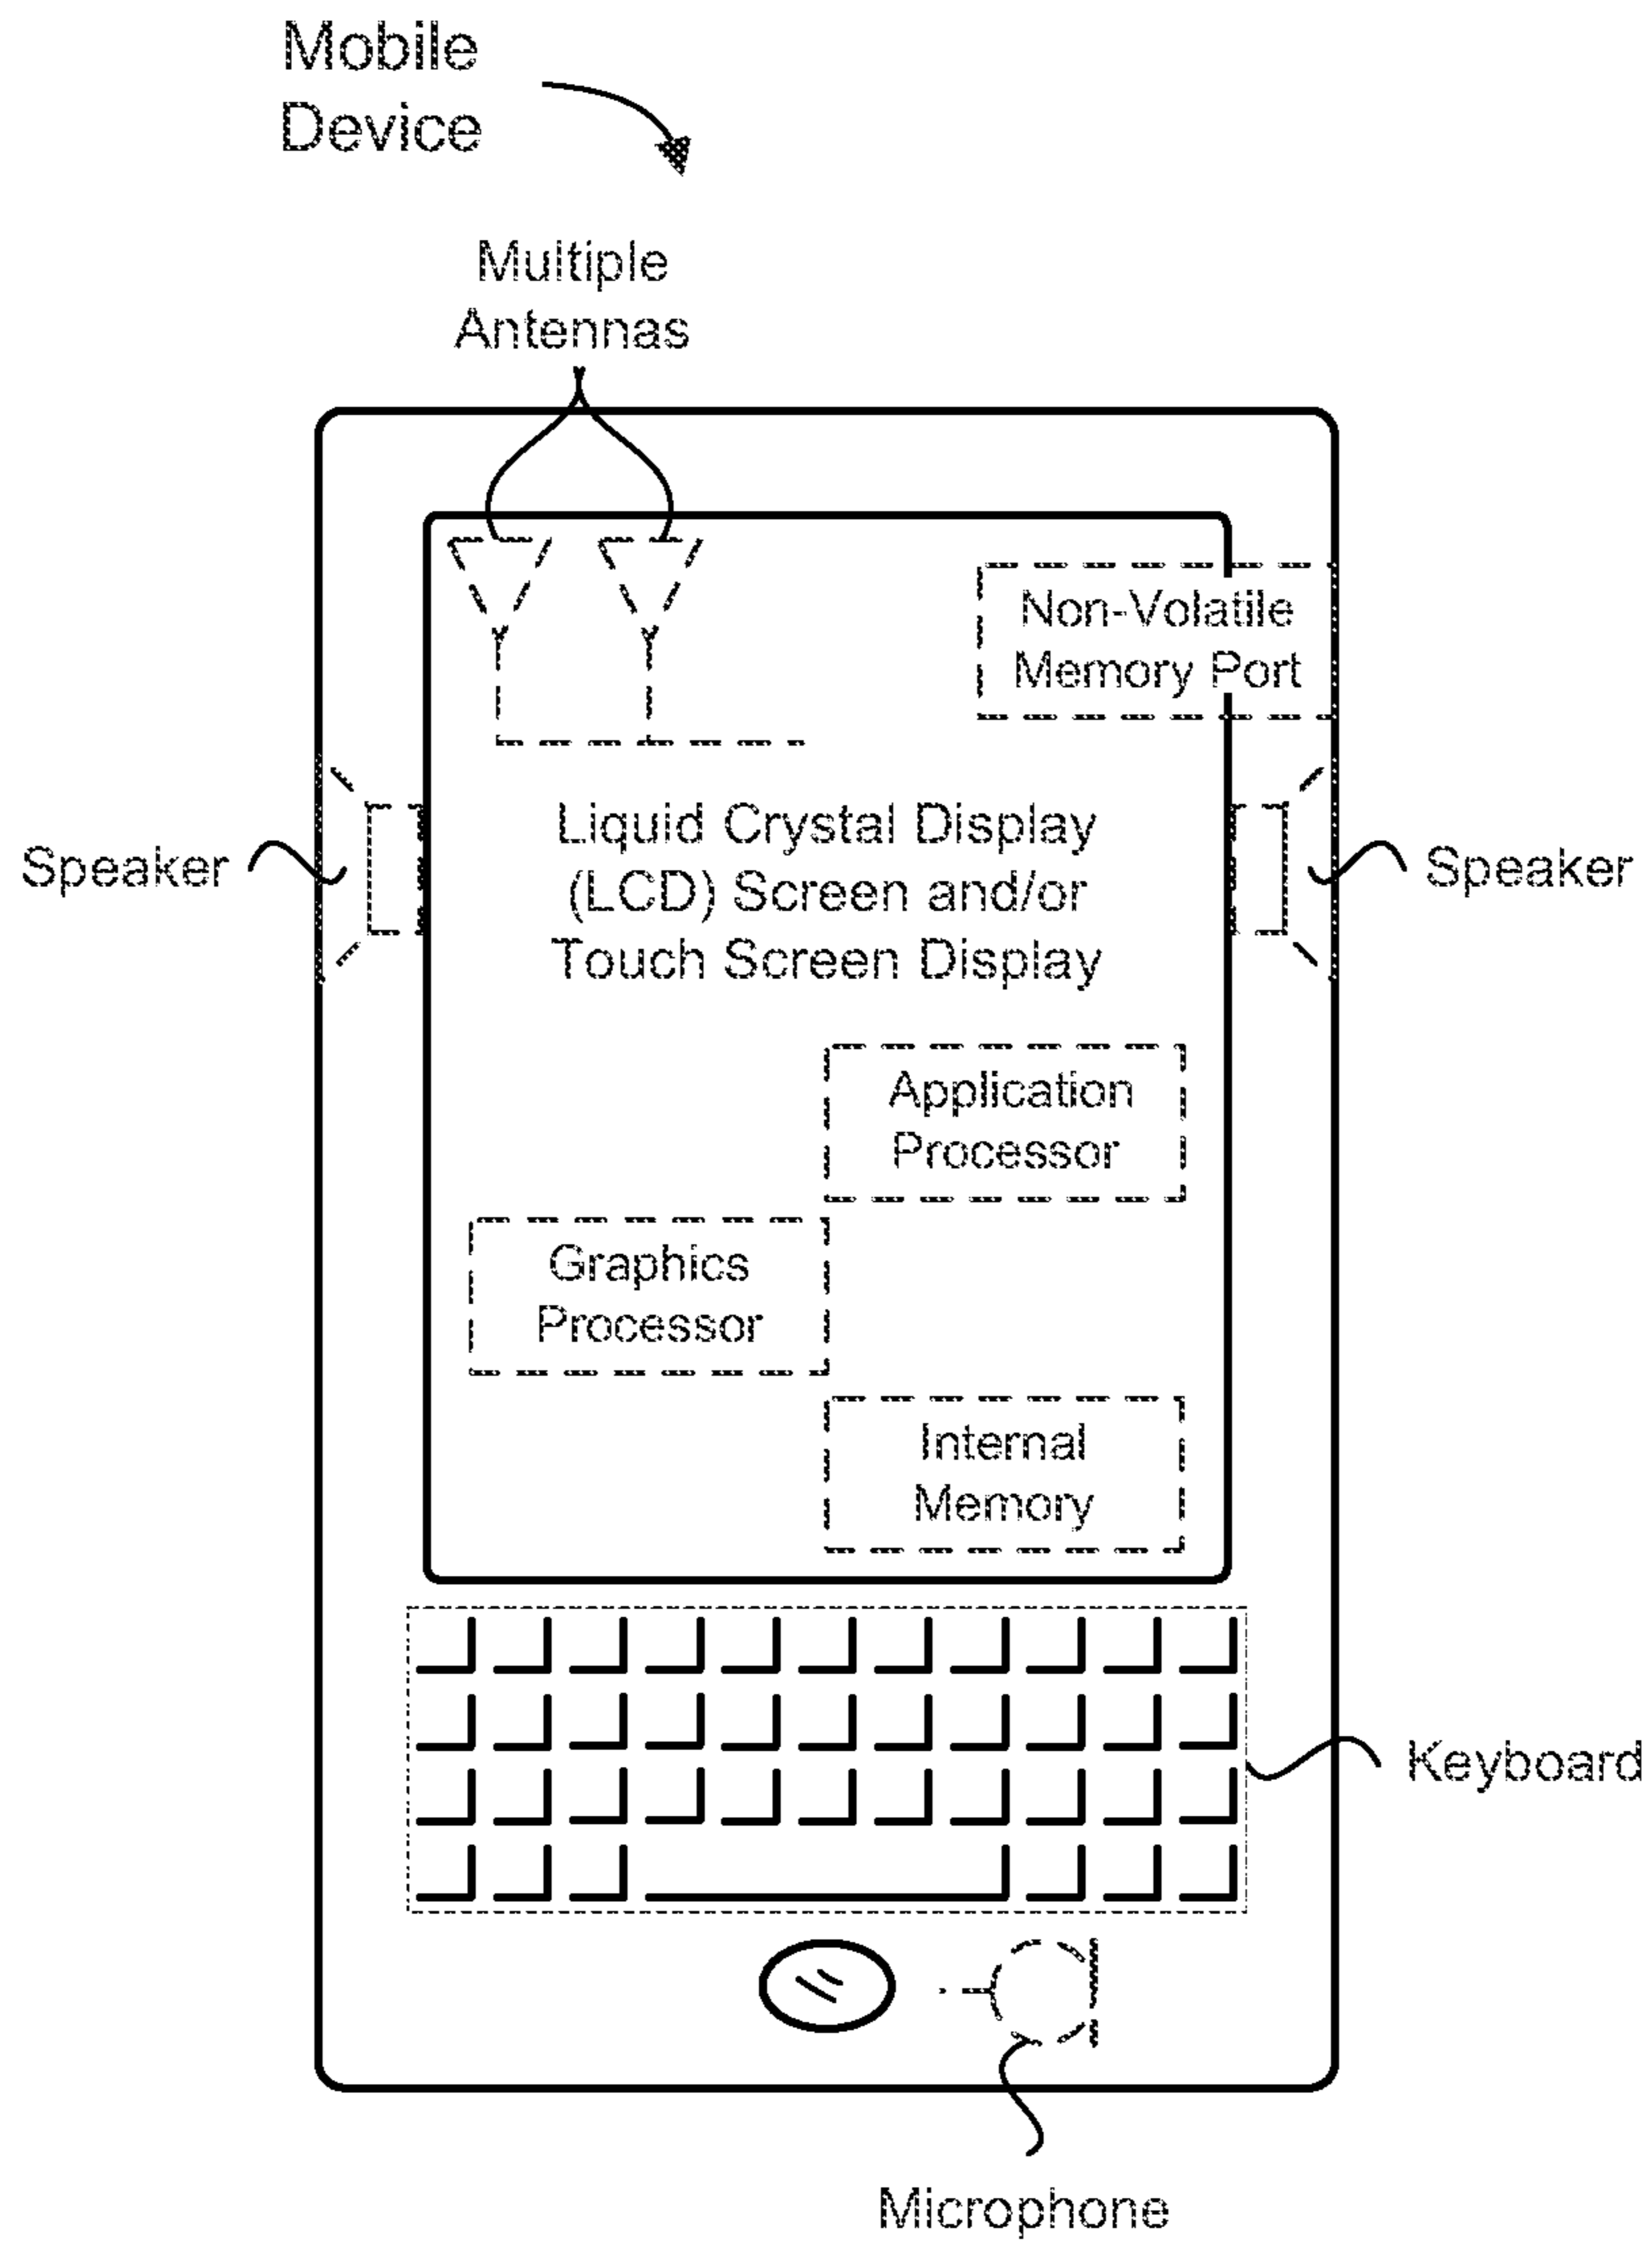 Mobile
Device
Multiple
Antennas
Non-Volatile
Memory Port
Liquid Crystal Display
(LCD) Screen and/or
Touch Screen Display
Speaker
Speaker
Application
Processor
Graphics
Processor
Internal
Memory
Keyboard
Microphone